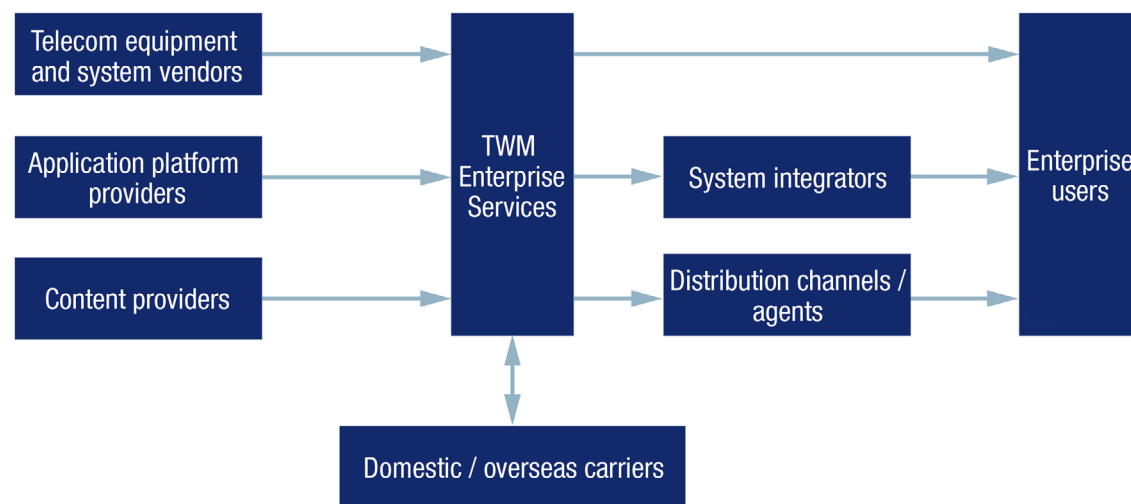 Telecom equipment
and system vendors
Application platform
providers
Content providers
TWM
Enterprise
Services
System integrators
Distribution channels /
agents
Enterprise
users
Domestic / overseas carriers